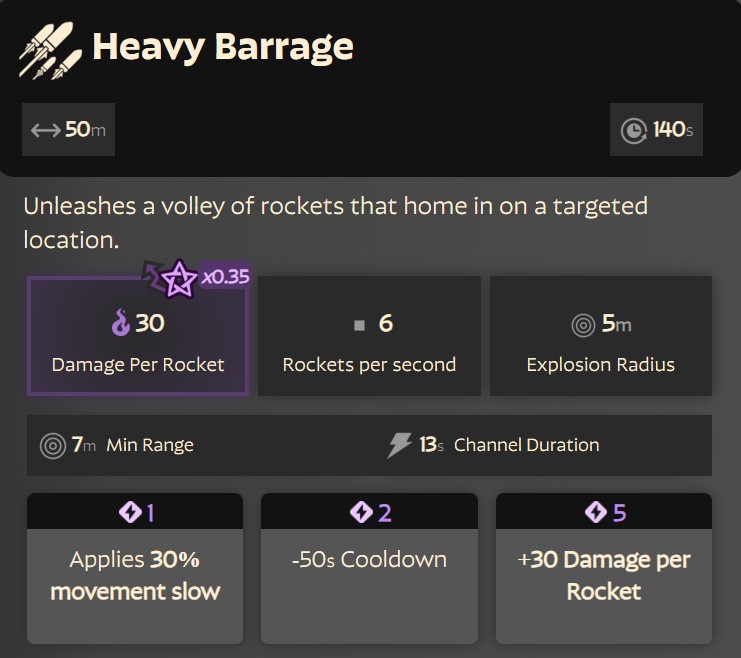 Heavy Barrage
50m
140s
Unleashes a volley of rockets that home in on a targeted
location.
x0.35
30
Damage Per Rocket
6
Rockets per second
5m
Explosion Radius
7m Min Range
13s Channel Duration
1
Applies 30%
movement slow
2
-50s Cooldown
5
+30 Damage per
Rocket